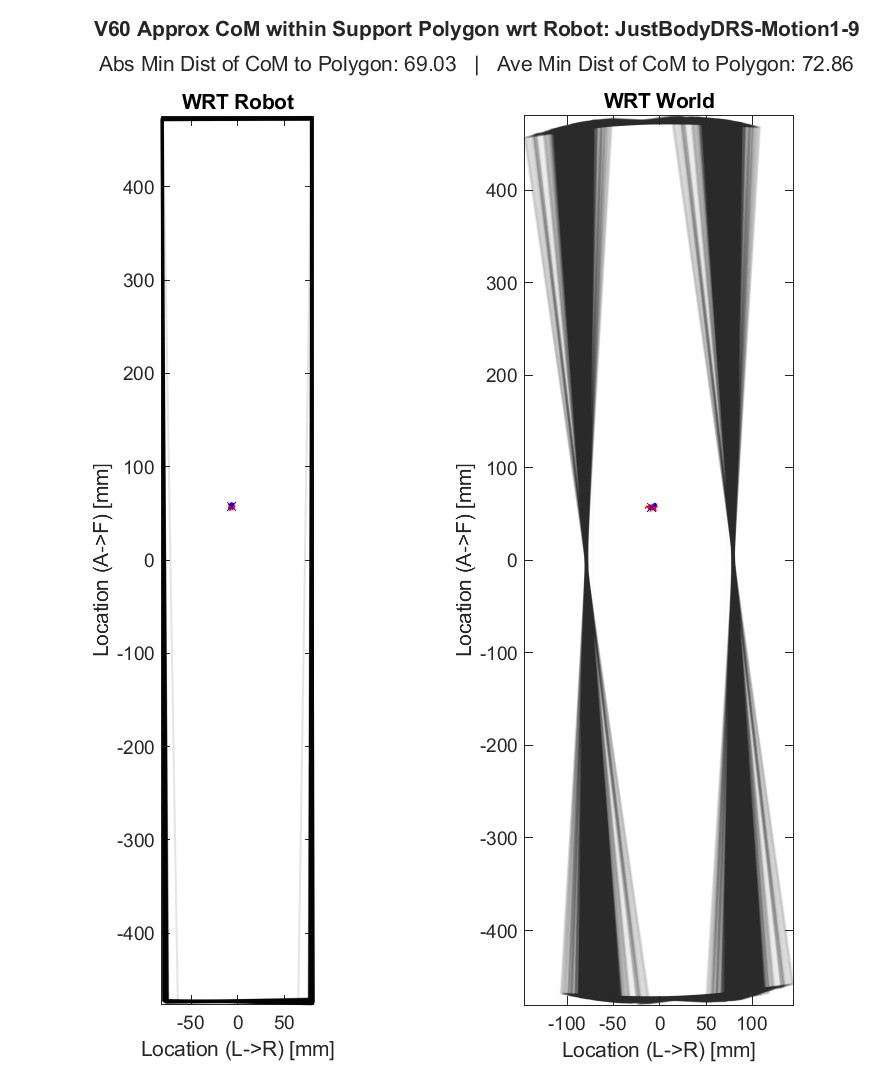 V60 Approx CoM within Support Polygon wrt Robot: JustBodyDRS-Motion1-9
Abs Min Dist of CoM to Polygon: 69.03 | Ave Min Dist of CoM to Polygon: 72.86
WRT Robot
400
300
200
100
0
-100
-200
-300
-400
Location (A->F) [mm]
-50 0 50
Location (L->R) [mm]
WRT World
400
300
200
100
0
-100
-200
-300
-400
Location (A->F) [mm]
-100 -50 0 50 100
Location (L->R) [mm]